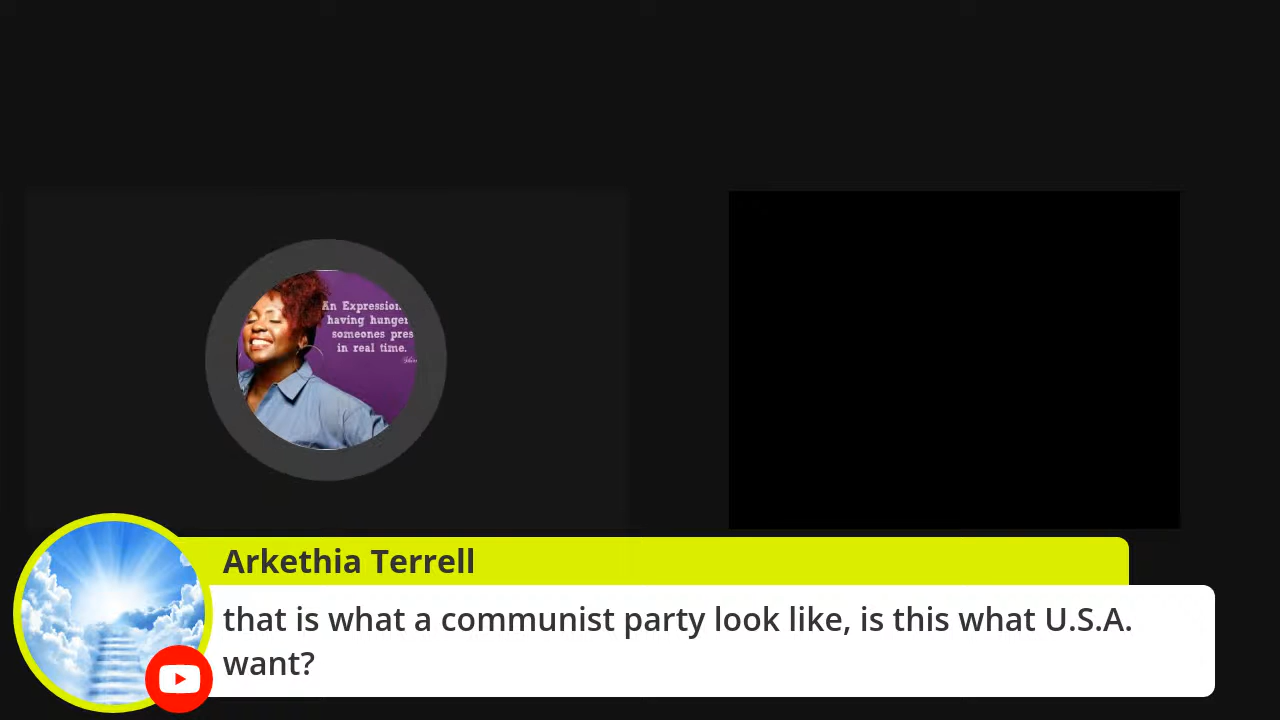 An Expression
having hunger
someones pres
in real time.
Arkethia Terrell
that is what a communist party look like, is this what U.S.A.
want?